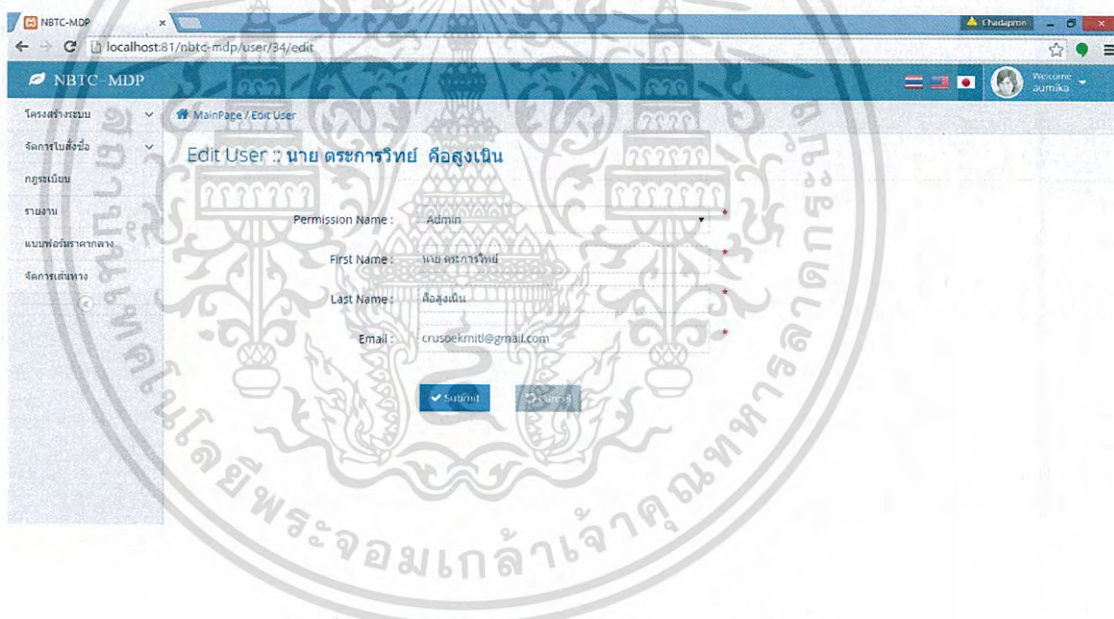 NBTC-MDP
Chadapron
localhost:81/nbtc-mdp/user/34/edit
NBTC-MDP
Welcome
aumika
โครงสร้างระบบ
MainPage / Edit User
จัดการใบสั่งซื้อ
Edit User :: นาย ตระการวิทย์ คือสูงเนิน
กฎระเบียบ
รายงาน
Permission Name : Admin *
แบบฟอร์มราคากลาง
First Name : นาย ตระการวิทย์ *
จัดการเส้นทาง
Last Name : คือสูงเนิน *
Email : crusoekmitl@gmail.com *
Submit
Cancel
สถาบันเทคโนโลยีพระจอมเกล้าเจ้าคุณทหารลาดกระบัง